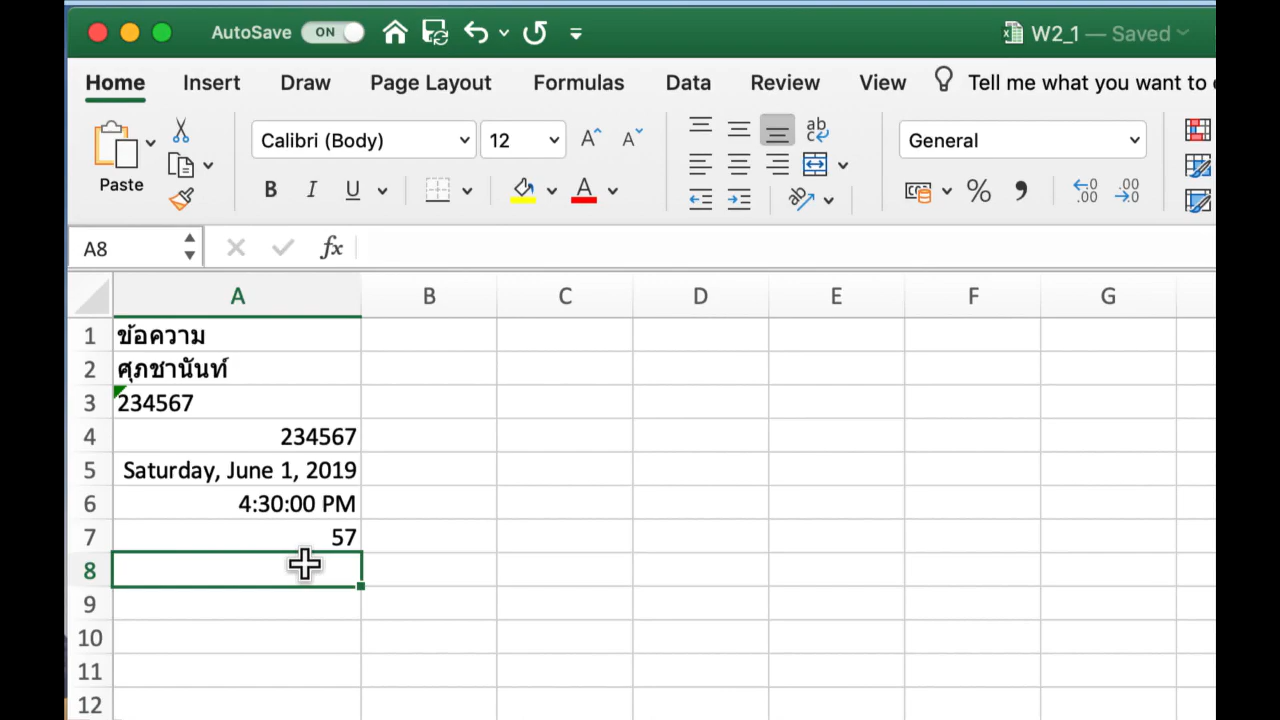 AutoSave ON W2_1 — Saved
Home Insert Draw Page Layout Formulas Data Review View Tell me what you want to
Calibri (Body) 12 ab General
Paste B I U A % .00
A8 fx
A B C D E F G
1 ข้อความ
2 ศุภชานันท์
3 234567
4 234567
5 Saturday, June 1, 2019
6 4:30:00 PM
7 57
8
9
10
11
12